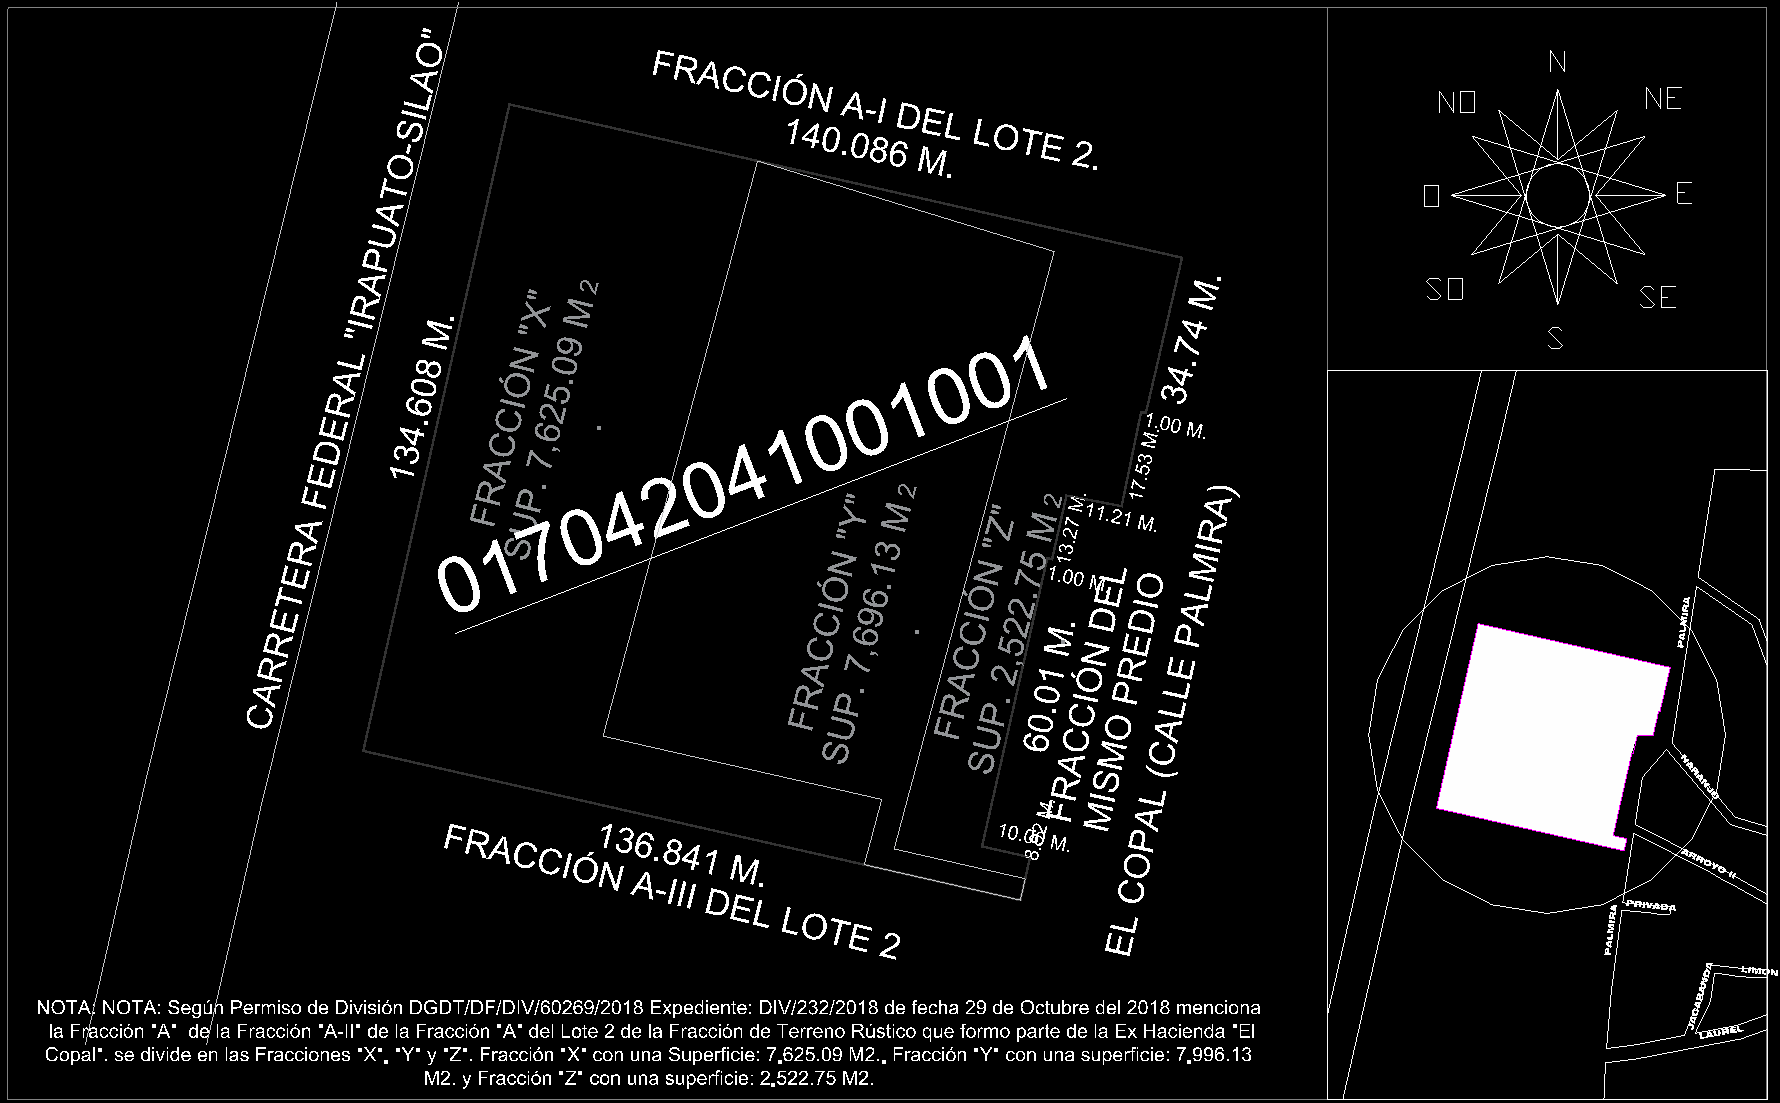 FRACCIÓN A-I DEL LOTE 2.
140.086 M.
CARRETERA FEDERAL "IRAPUATO-SILAO"
134.608 M.
FRACCIÓN "X"
SUP. 7,625.09 M2
017042041001001
FRACCIÓN "Y"
SUP. 7,696.13 M2
FRACCIÓN "Z"
SUP. 2,522.75 M2
34.74 M.
1.00 M.
17.53 M.
11.21 M.
13.27 M.
1.00 M.
60.01 M.
FRACCIÓN DEL
MISMO PREDIO
EL COPAL (CALLE PALMIRA)
10.00 M.
136.841 M.
FRACCIÓN A-III DEL LOTE 2
NOTA: NOTA: Según Permiso de División DGDT/DF/DIV/60269/2018 Expediente: DIV/232/2018 de fecha 29 de Octubre del 2018 menciona
la Fracción "A" de la Fracción "A-II" de la Fracción "A" del Lote 2 de la Fracción de Terreno Rústico que formo parte de la Ex Hacienda "El
Copal". se divide en las Fracciones "X", "Y" y "Z". Fracción "X" con una Superficie: 7,625.09 M2., Fracción "Y" con una superficie: 7,996.13
M2. y Fracción "Z" con una superficie: 2,522.75 M2.
N
NO
NE
O
E
SO
SE
S
PALMIRA
NARANJO
ARROYO II
PRIVADA
PALMIRA
LIMON
JACARANDA
LAUREL